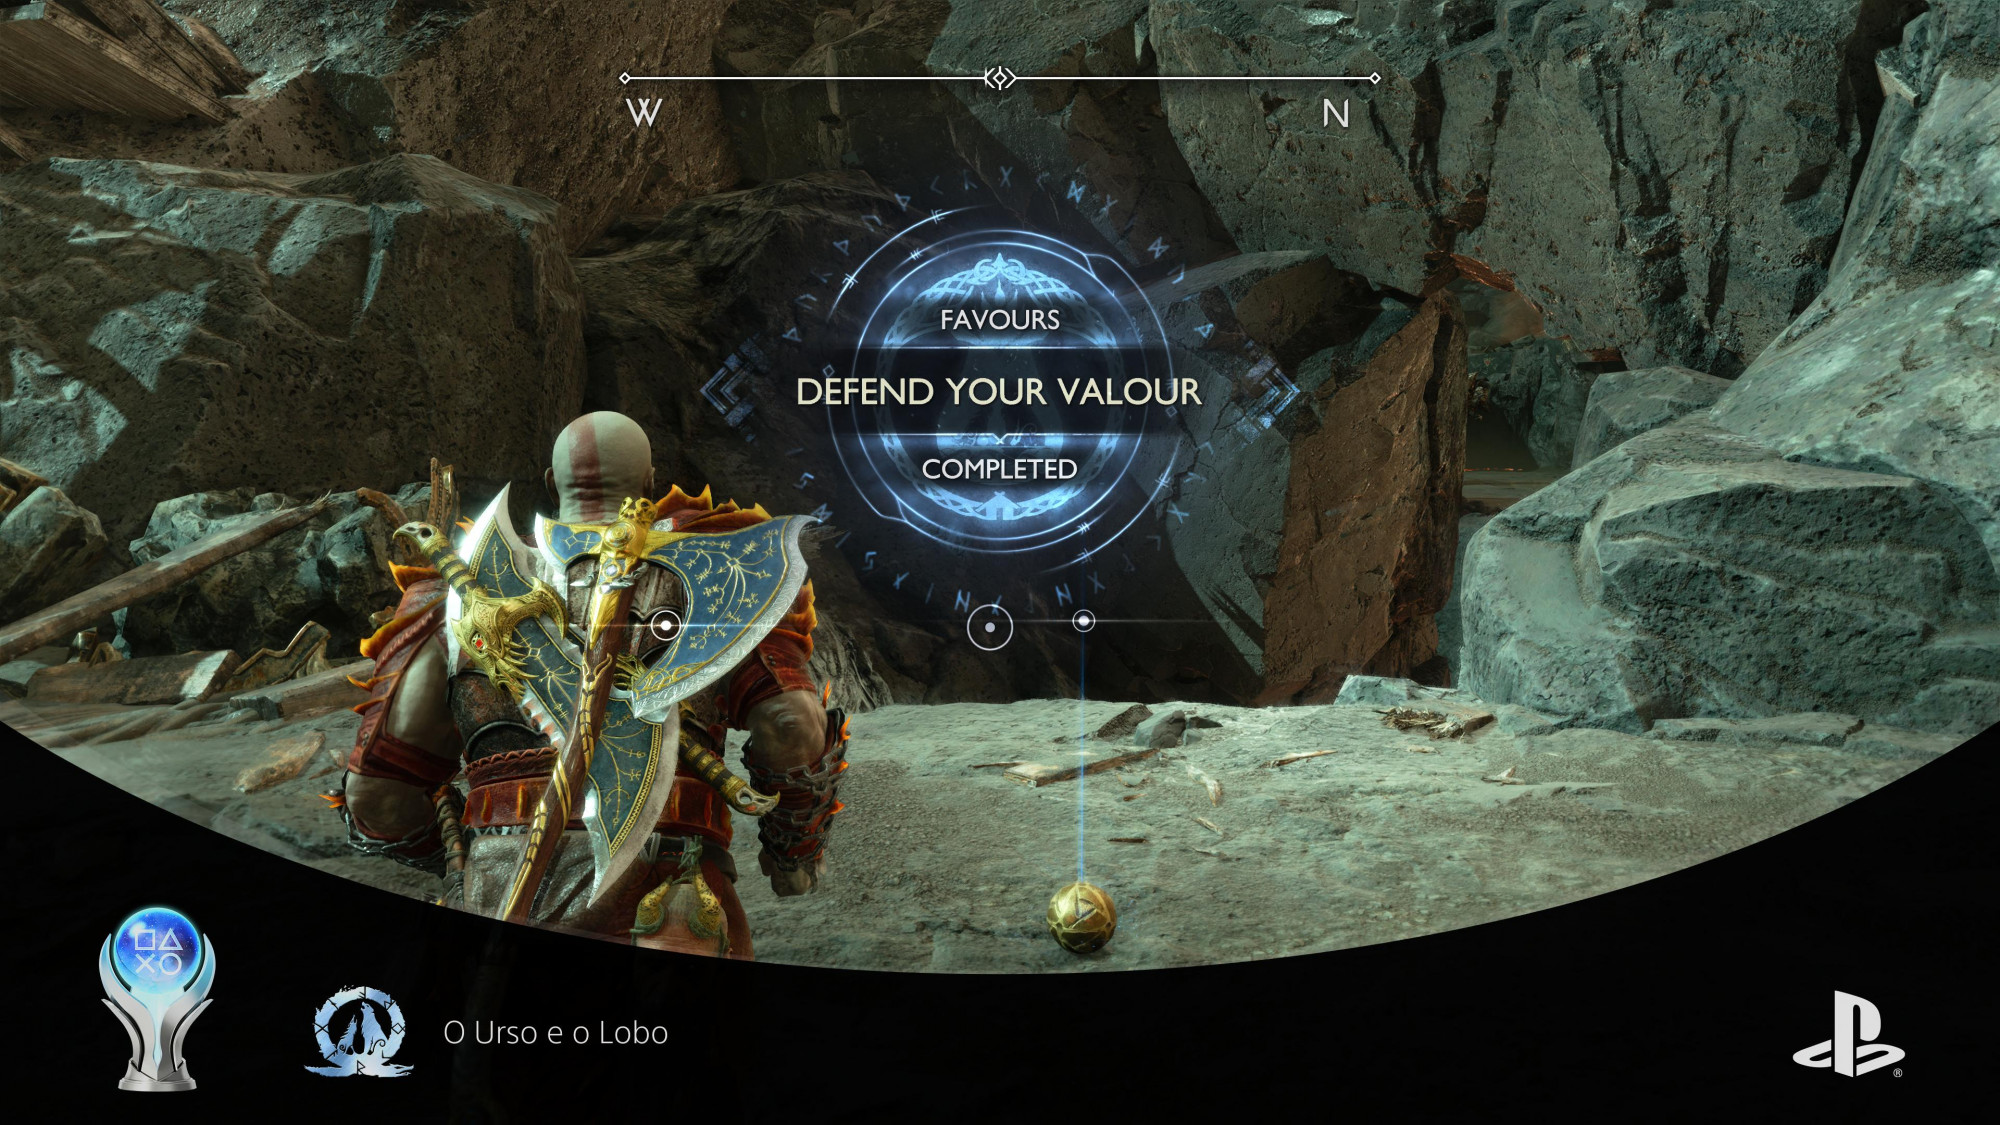 W N
FAVOURS
DEFEND YOUR VALOUR
COMPLETED
O Urso e o Lobo